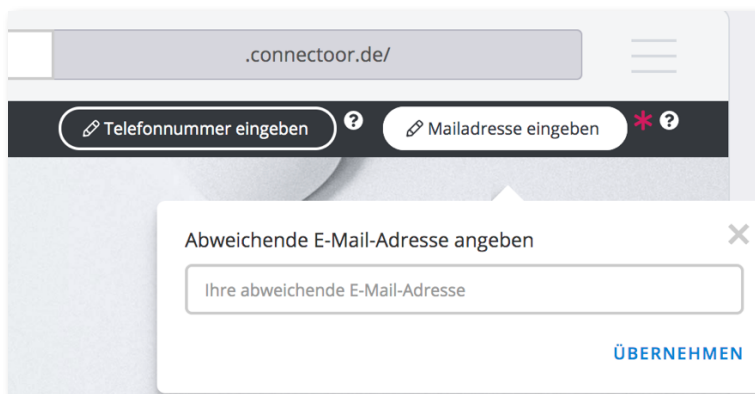 .connectoor.de/
Telefonnummer eingeben ? Mailadresse eingeben * ?
Abweichende E-Mail-Adresse angeben
Ihre abweichende E-Mail-Adresse
ÜBERNEHMEN